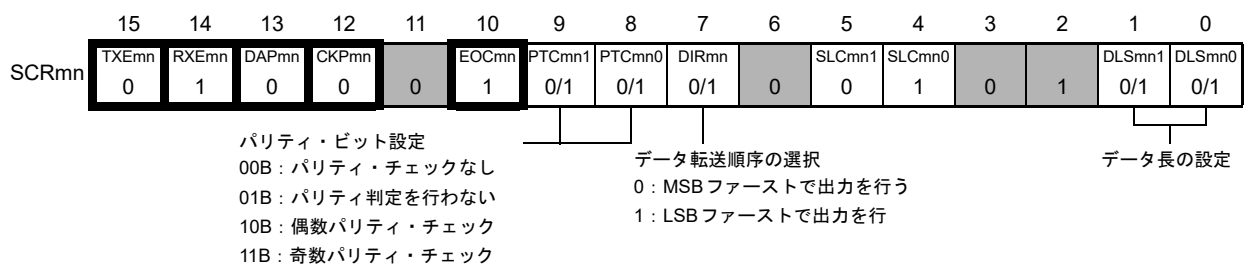 15 14 13 12 11 10 9 8 7 6 5 4 3 2 1 0
SCRmn
TXEmn RXEmn DAPmn CKPmn EOCmn PTCmn1 PTCmn0 DIRmn SLCmn1 SLCmn0 DLSmn1 DLSmn0
0 1 0 0 0 1 0/1 0/1 0/1 0 0 1 0 1 0/1 0/1
パリティ・ビット設定
00B：パリティ・チェックなし
01B：パリティ判定を行わない
10B：偶数パリティ・チェック
11B：奇数パリティ・チェック
データ転送順序の選択
0：MSBファーストで出力を行う
1：LSBファーストで出力を行
データ長の設定